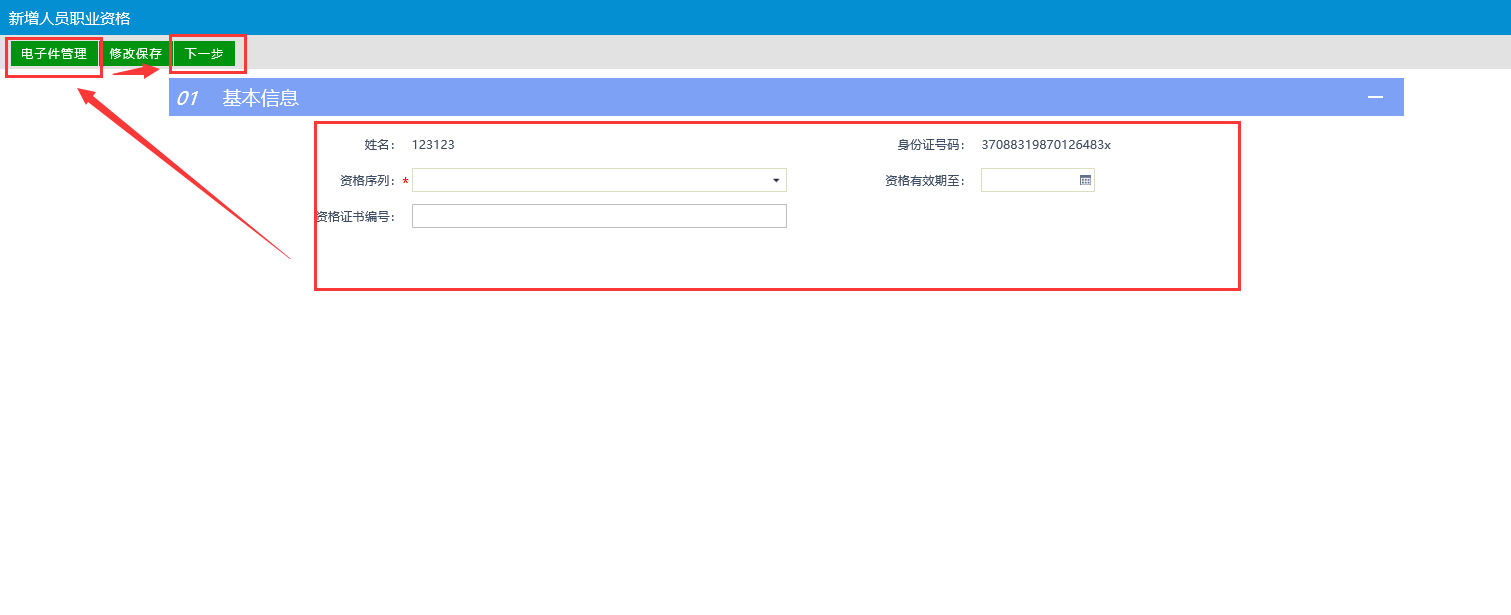 新增人员职业资格
电子件管理 修改保存 下一步
01 基本信息
姓名： 123123 身份证号码： 37088319870126483x
资格序列： * 资格有效期至：
资格证书编号：